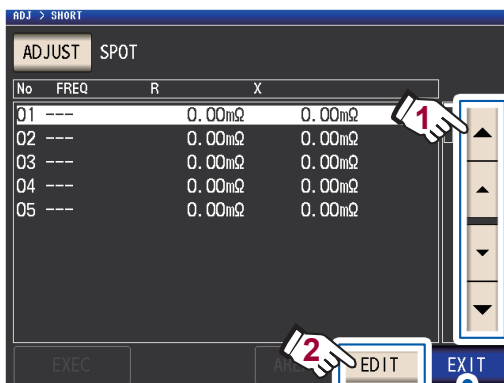 ADJ > SHORT
ADJUST SPOT
No FREQ R X
01 --- 0.00mΩ 0.00mΩ
02 --- 0.00mΩ 0.00mΩ
03 --- 0.00mΩ 0.00mΩ
04 --- 0.00mΩ 0.00mΩ
05 --- 0.00mΩ 0.00mΩ
1
2
EXEC EDIT EXIT